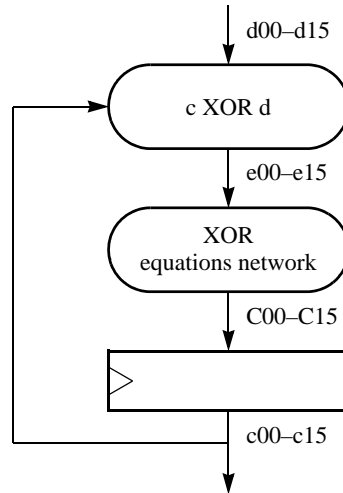 d00–d15
c XOR d
e00–e15
XOR
equations network
C00–C15
c00–c15